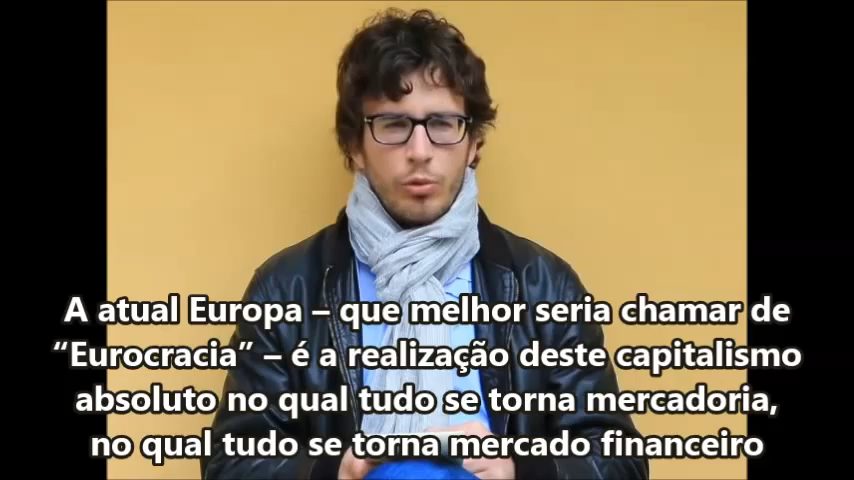 A atual Europa – que melhor seria chamar de
“Eurocracia” – é a realização deste capitalismo
absoluto no qual tudo se torna mercadoria,
no qual tudo se torna mercado financeiro